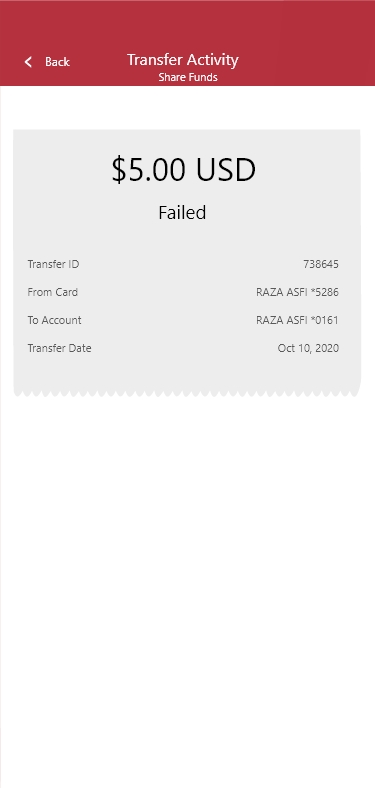 Back
Transfer Activity
Share Funds
$5.00 USD
Failed
Transfer ID 738645
From Card RAZA ASFI *5286
To Account RAZA ASFI *0161
Transfer Date Oct 10, 2020